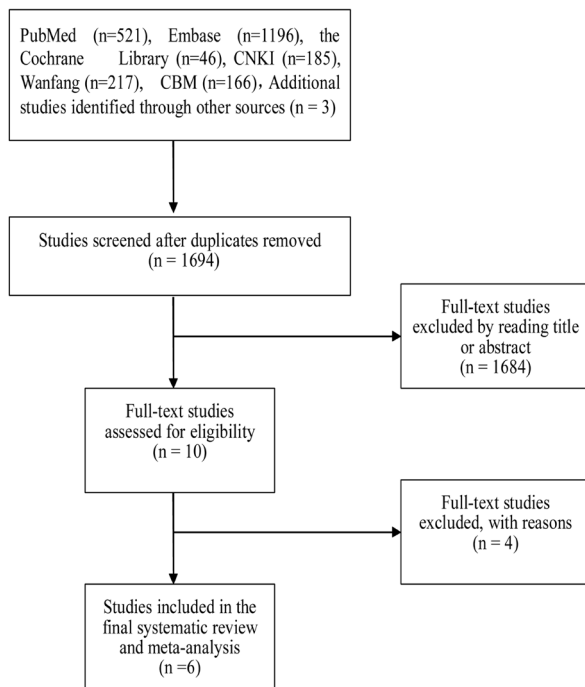 PubMed (n=521), Embase (n=1196), the
Cochrane Library (n=46), CNKI (n=185),
Wanfang (n=217), CBM (n=166), Additional
studies identified through other sources (n = 3)
Studies screened after duplicates removed
(n = 1694)
Full-text studies
excluded by reading title
or abstract
(n = 1684)
Full-text studies
assessed for eligibility
(n = 10)
Full-text studies
excluded, with reasons
(n = 4)
Studies included in the
final systematic review
and meta-analysis
(n =6)